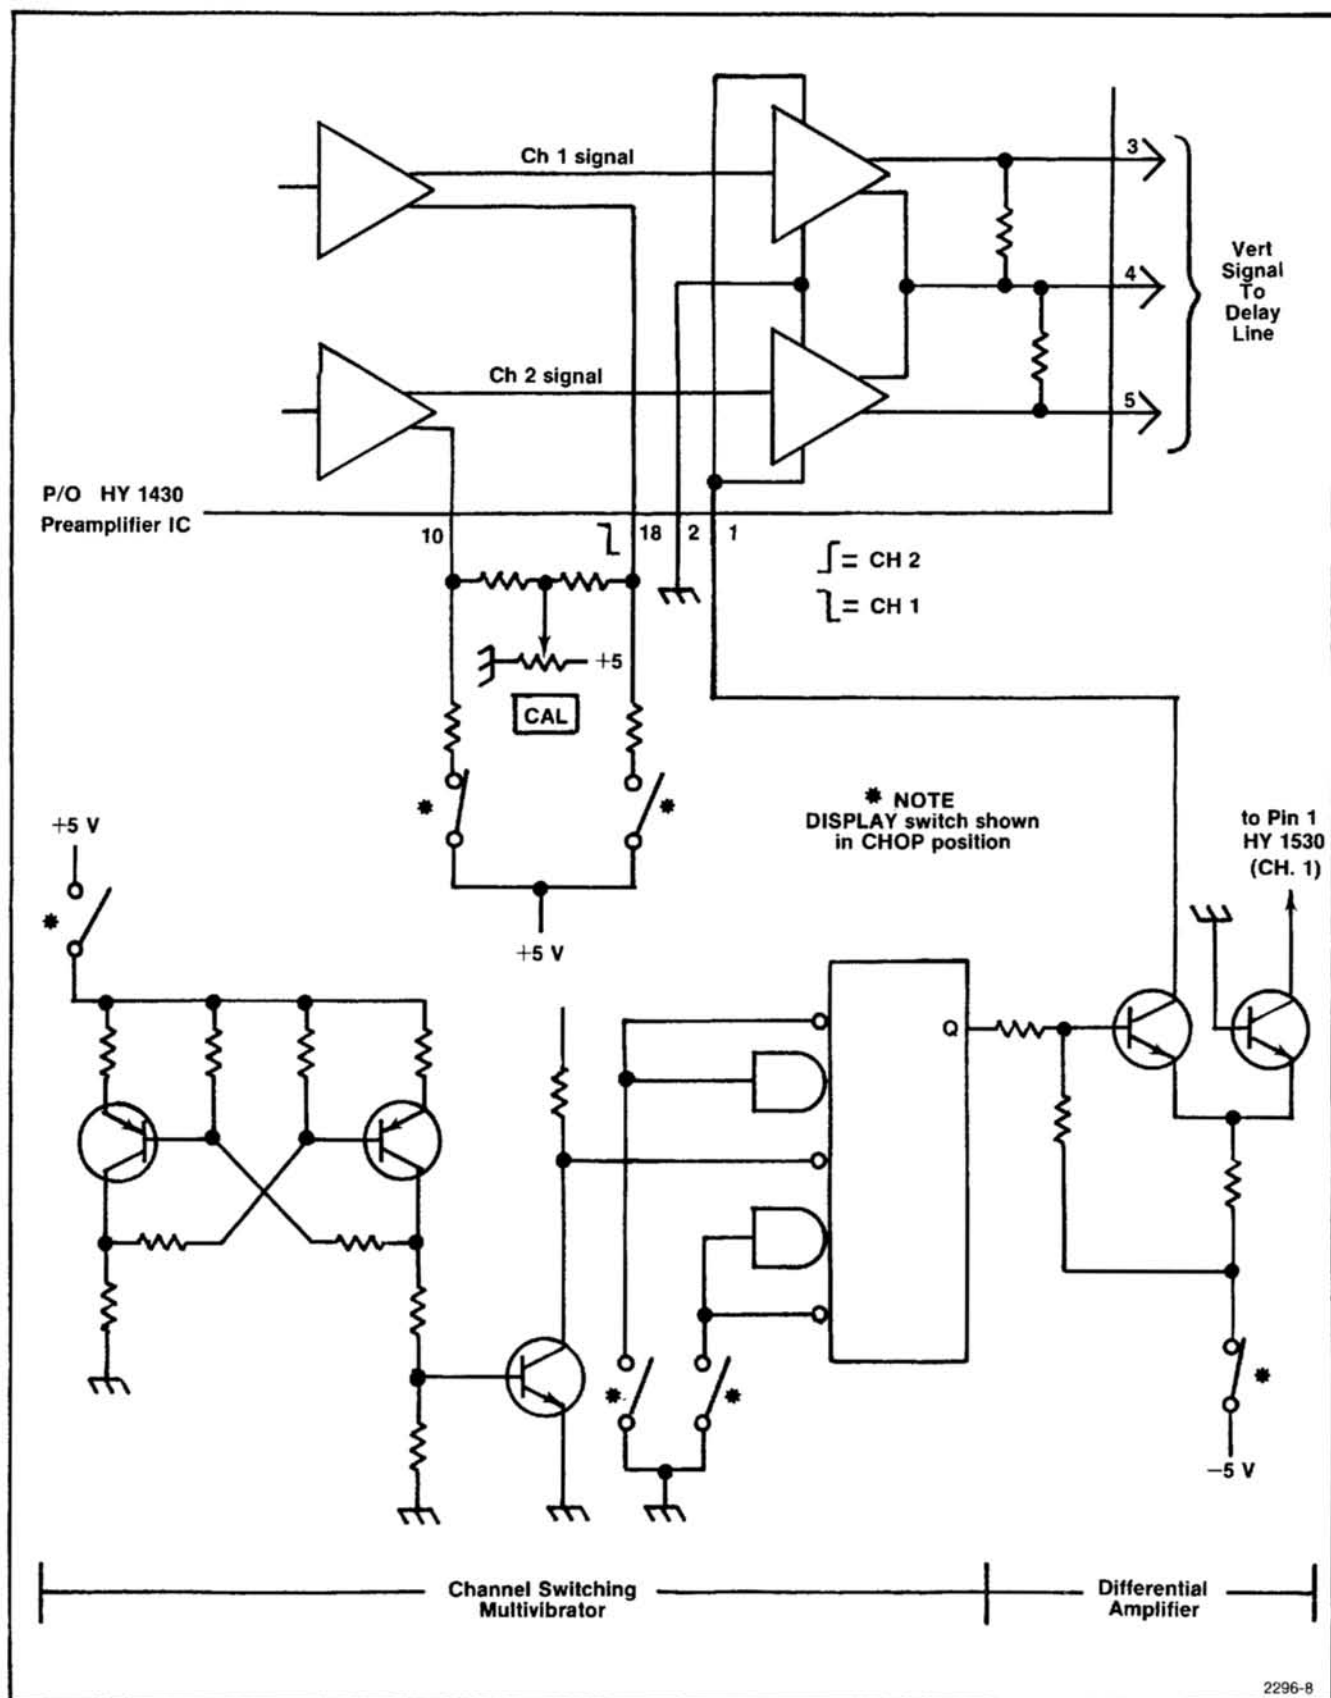 Ch 1 signal
3
Vert
Signal
To
Delay
Line
4
Ch 2 signal
5
P/O HY 1430
Preamplifier IC
10
18
2
1
= CH 2
= CH 1
+5
CAL
* NOTE
DISPLAY switch shown
in CHOP position
to Pin 1
HY 1530
(CH. 1)
+5 V
*
*
*
+5 V
Q
*
*
*
−5 V
Channel Switching
Multivibrator
Differential
Amplifier
2296-8